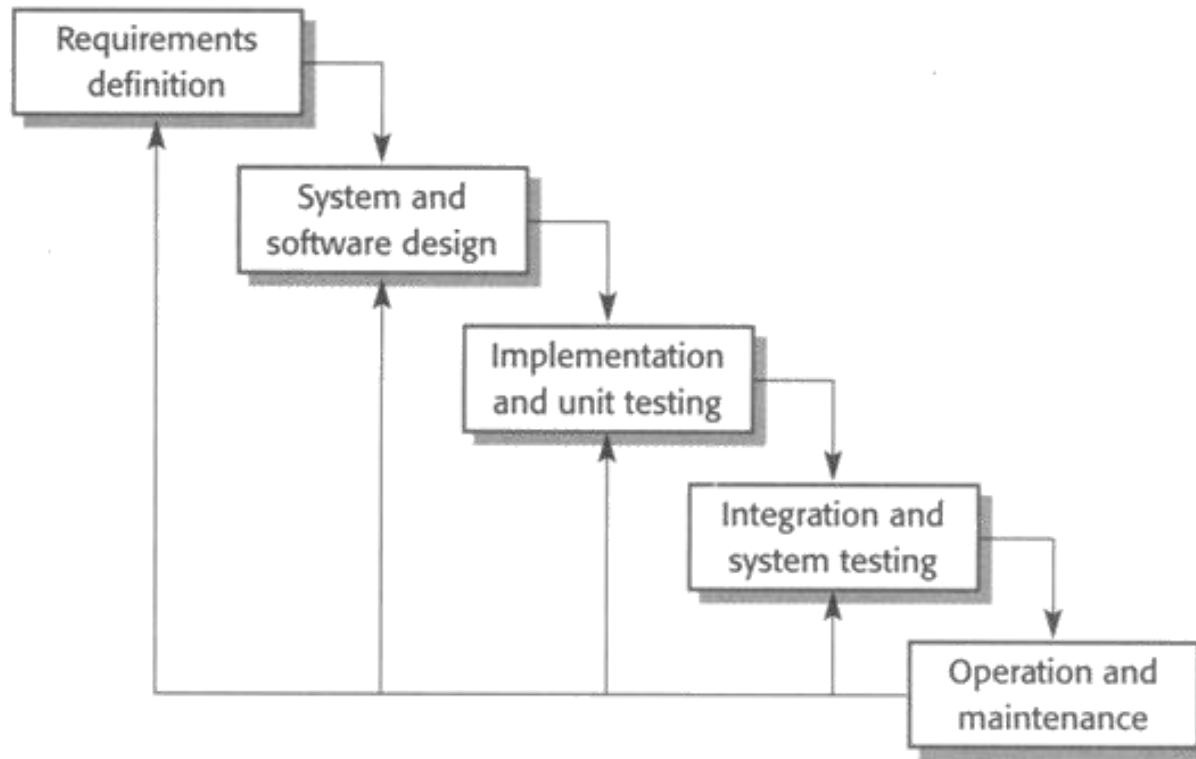 Requirements
definition
System and
software design
Implementation
and unit testing
Integration and
system testing
Operation and
maintenance